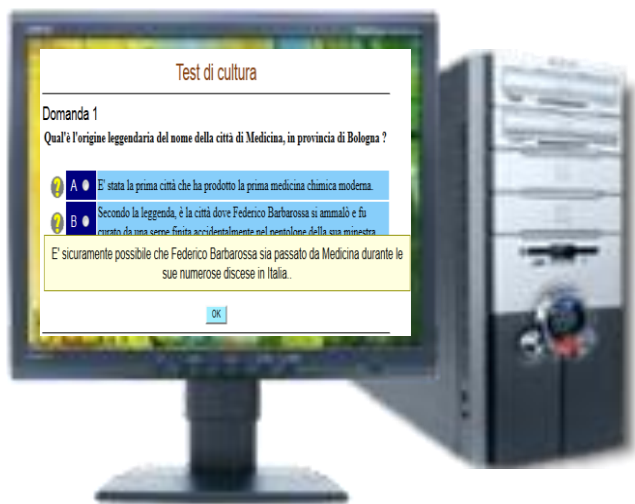 Test di cultura
Domanda 1
Qual'è l'origine leggendaria del nome della città di Medicina, in provincia di Bologna ?
? A E' stata la prima città che ha prodotto la prima medicina chimica moderna.
? B Secondo la leggenda, è la città dove Federico Barbarossa si ammalò e fu
curato da una serpe finita accidentalmente nel pentolone della sua minestra
E' sicuramente possibile che Federico Barbarossa sia passato da Medicina durante le
sue numerose discese in Italia..
OK